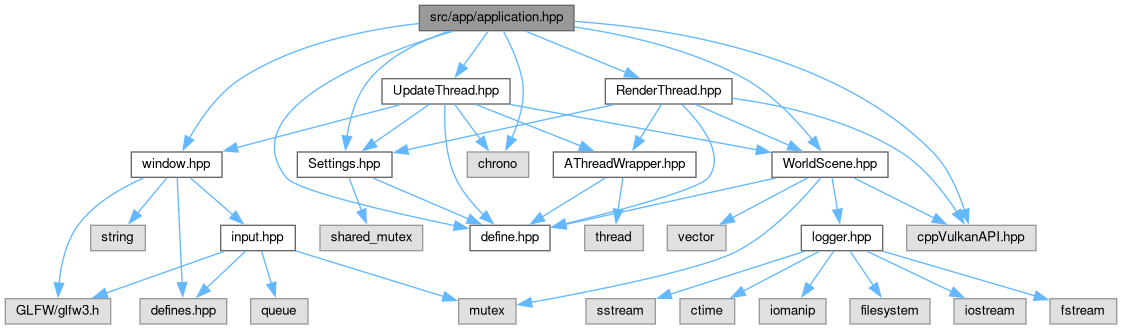 src/app/application.hpp
UpdateThread.hpp
RenderThread.hpp
window.hpp
Settings.hpp
chrono
AThreadWrapper.hpp
WorldScene.hpp
string
input.hpp
shared_mutex
define.hpp
thread
vector
logger.hpp
cppVulkanAPI.hpp
GLFW/glfw3.h
defines.hpp
queue
mutex
sstream
ctime
iomanip
filesystem
iostream
fstream